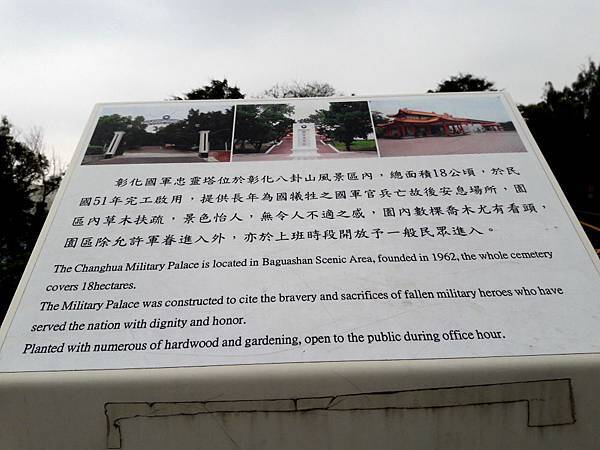 彰化國軍忠靈塔位於彰化八卦山風景區內，總面積18公頃，於民
國51年完工啟用，提供長年為國犧牲之國軍官兵亡故後安息場所，園
區內草木扶疏，景色怡人，無令人不適之感，園內數棵喬木尤有看頭，
園區除允許軍眷進入外，亦於上班時段開放予一般民眾進入。
The Changhua Military Palace is located in Baguashan Scenic Area, founded in 1962, the whole cemetery
covers 18hectares.
The Military Palace was constructed to cite the bravery and sacrifices of fallen military heroes who have
served the nation with dignity and honor.
Planted with numerous of hardwood and gardening, open to the public during office hour.